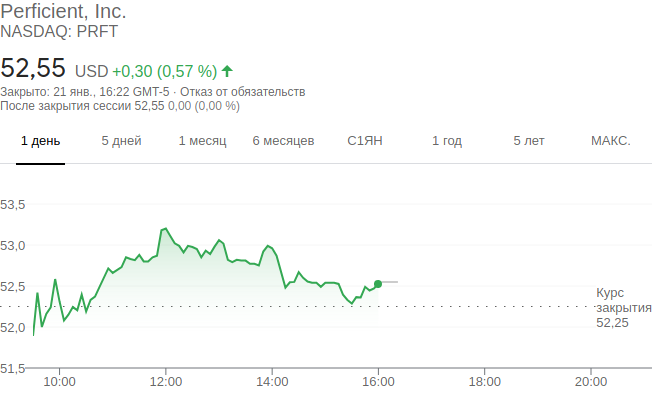 Perficient, Inc.
NASDAQ: PRFT
52,55 USD +0,30 (0,57 %)
Закрыто: 21 янв., 16:22 GMT-5 · Отказ от обязательств
После закрытия сессии 52,55 0,00 (0,00 %)
1 день 5 дней 1 месяц 6 месяцев С1ЯН 1 год 5 лет МАКС.
53,5
53,0
52,5
Курс
закрытия
52,25
52,0
51,5
10:00 12:00 14:00 16:00 18:00 20:00